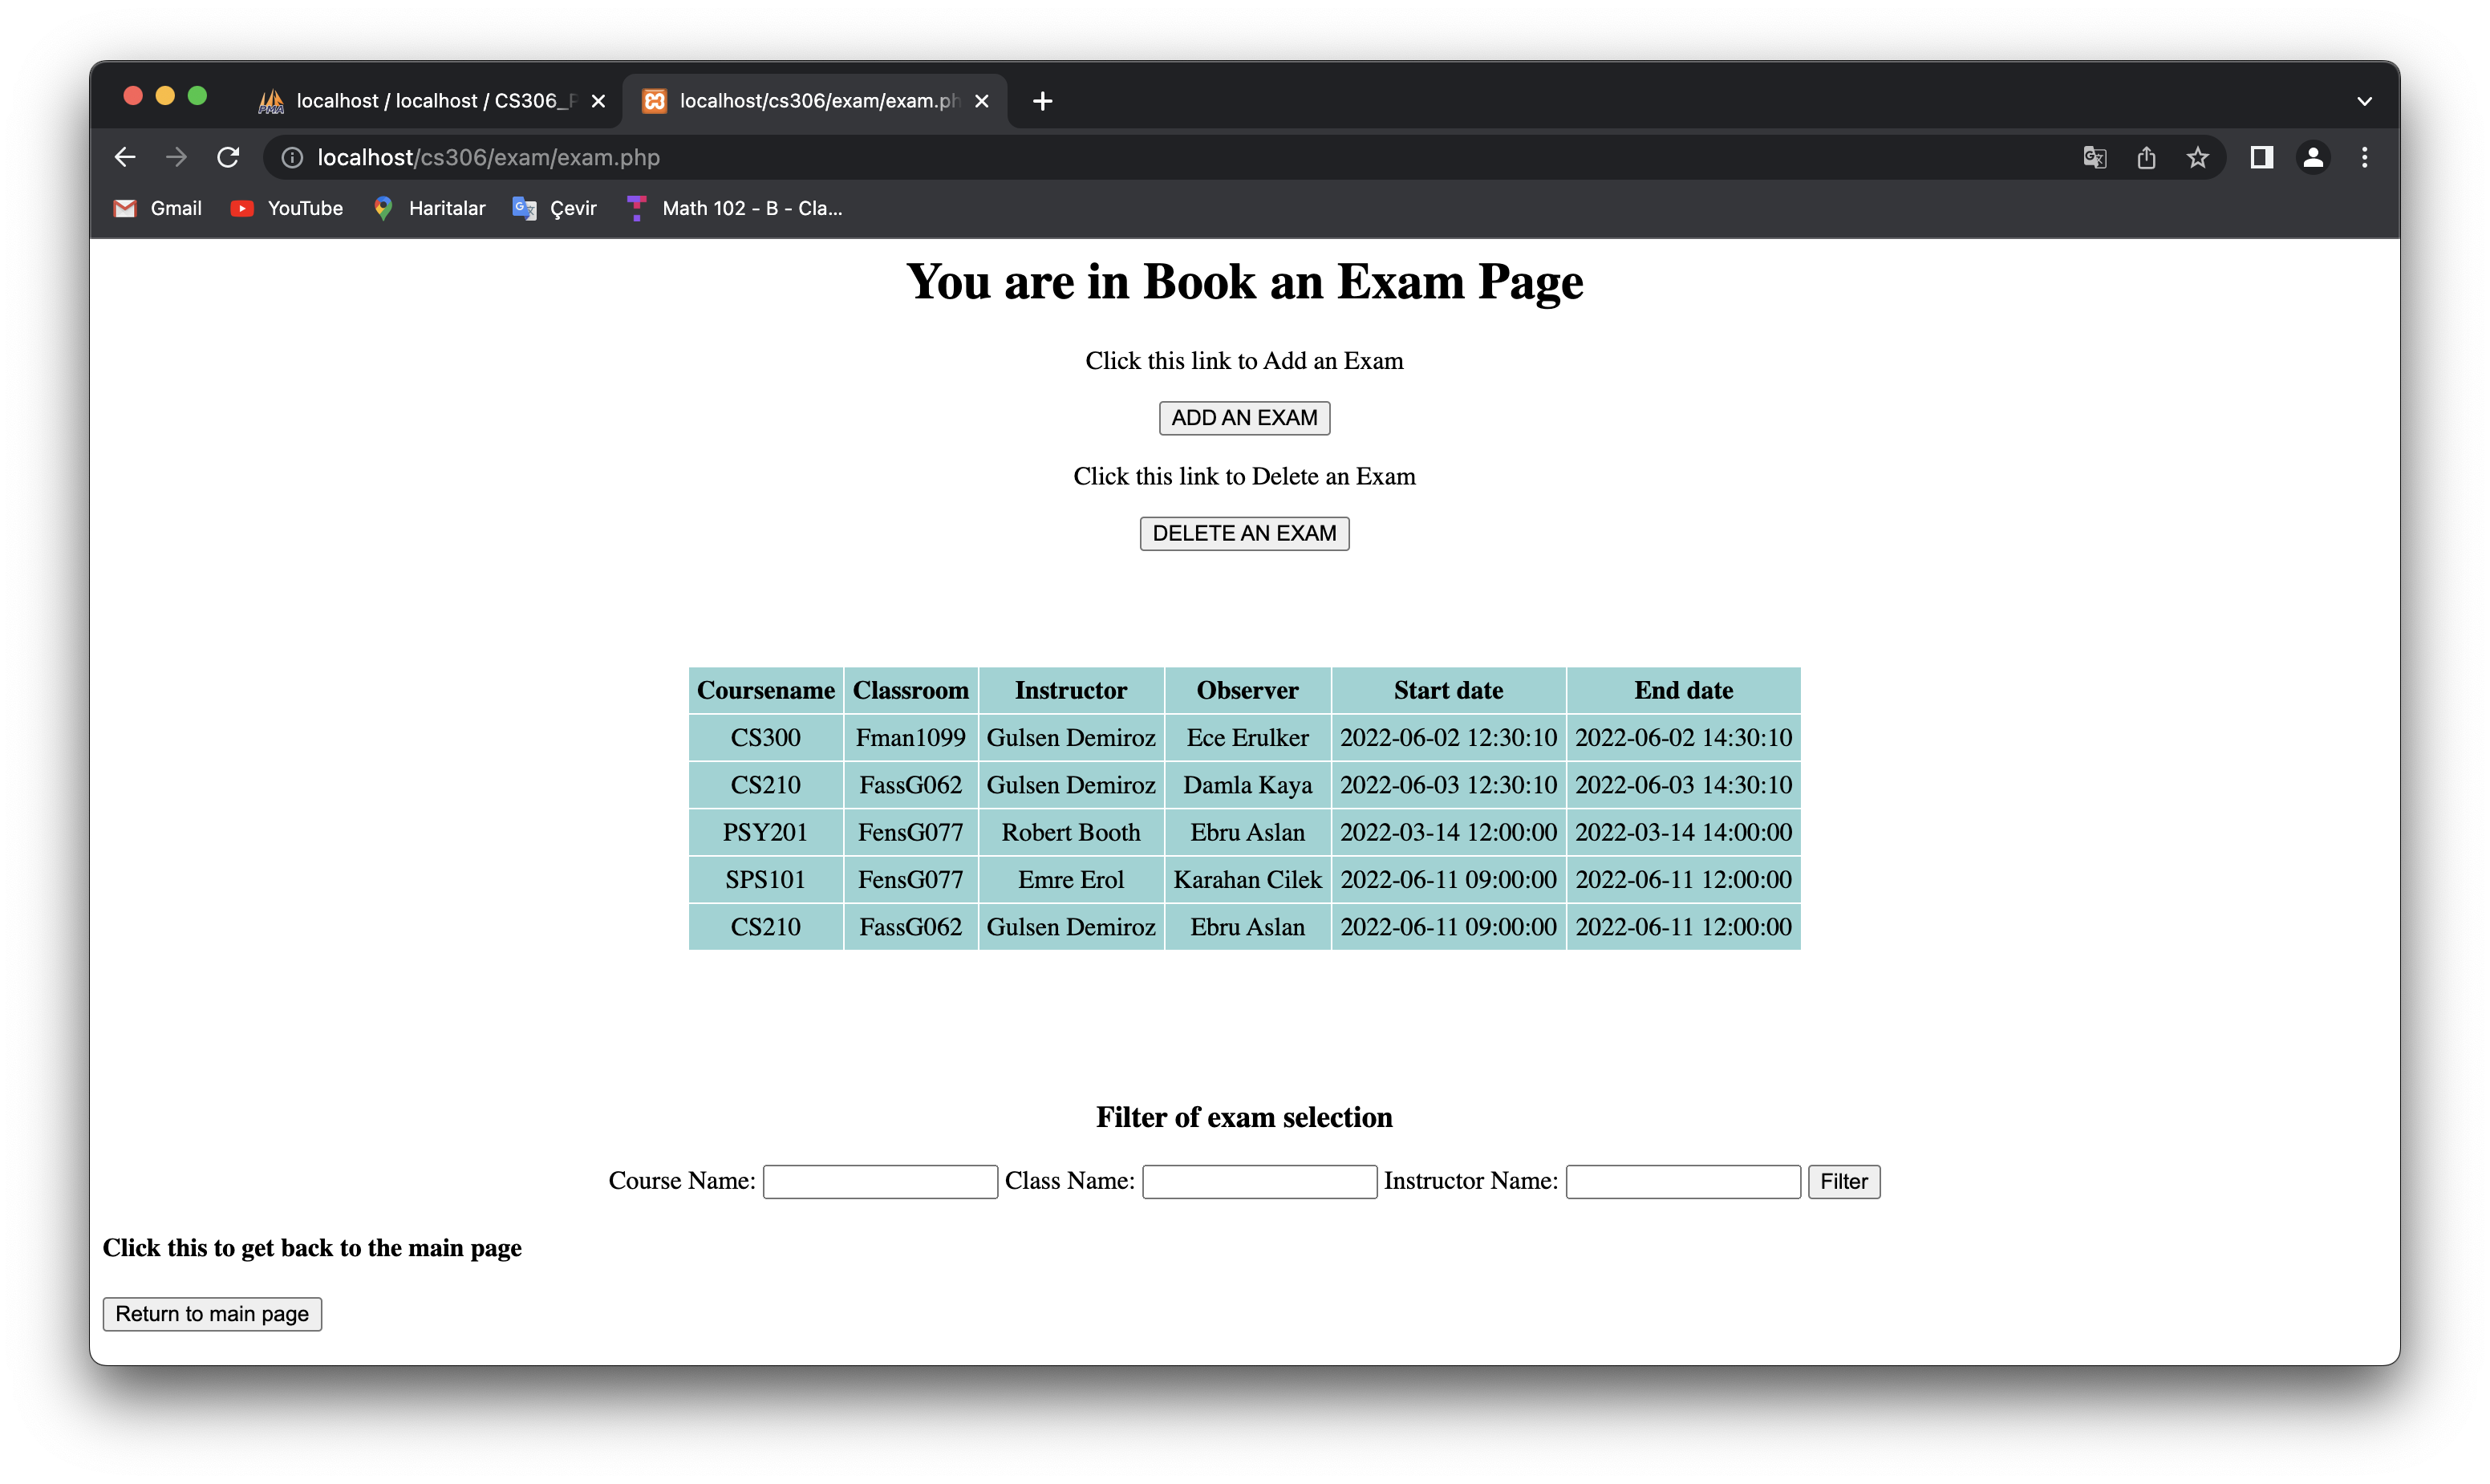 localhost / localhost / CS306_P
localhost/cs306/exam/exam.ph
localhost/cs306/exam/exam.php
Gmail YouTube Haritalar Çevir Math 102 - B - Cla...
You are in Book an Exam Page
Click this link to Add an Exam
ADD AN EXAM
Click this link to Delete an Exam
DELETE AN EXAM
Coursename Classroom Instructor Observer Start date End date
CS300 Fman1099 Gulsen Demiroz Ece Erulker 2022-06-02 12:30:10 2022-06-02 14:30:10
CS210 FassG062 Gulsen Demiroz Damla Kaya 2022-06-03 12:30:10 2022-06-03 14:30:10
PSY201 FensG077 Robert Booth Ebru Aslan 2022-03-14 12:00:00 2022-03-14 14:00:00
SPS101 FensG077 Emre Erol Karahan Cilek 2022-06-11 09:00:00 2022-06-11 12:00:00
CS210 FassG062 Gulsen Demiroz Ebru Aslan 2022-06-11 09:00:00 2022-06-11 12:00:00
Filter of exam selection
Course Name: Class Name: Instructor Name: Filter
Click this to get back to the main page
Return to main page